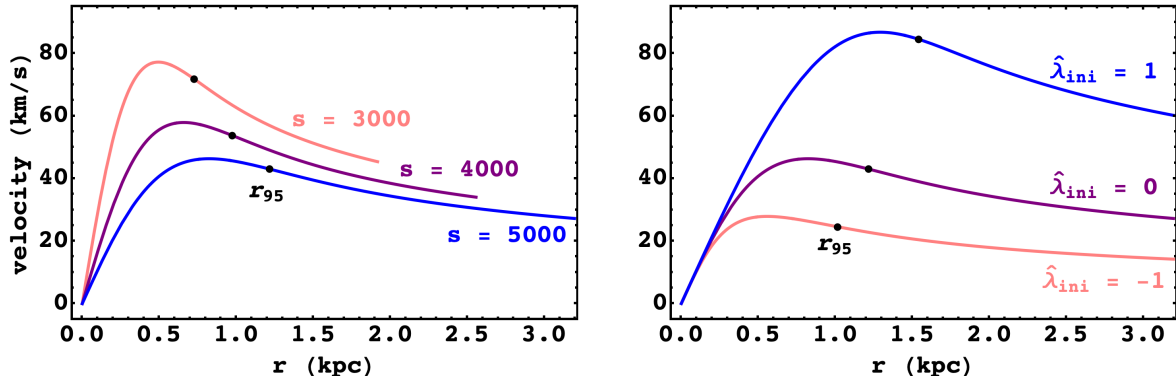 velocity (km/s)
80
60
40
20
0
s = 3000
s = 4000
r95
s = 5000
0.0 0.5 1.0 1.5 2.0 2.5 3.0
r (kpc)
80
60
40
20
0
λ̂ini = 1
λ̂ini = 0
r95
λ̂ini = -1
0.0 0.5 1.0 1.5 2.0 2.5 3.0
r (kpc)